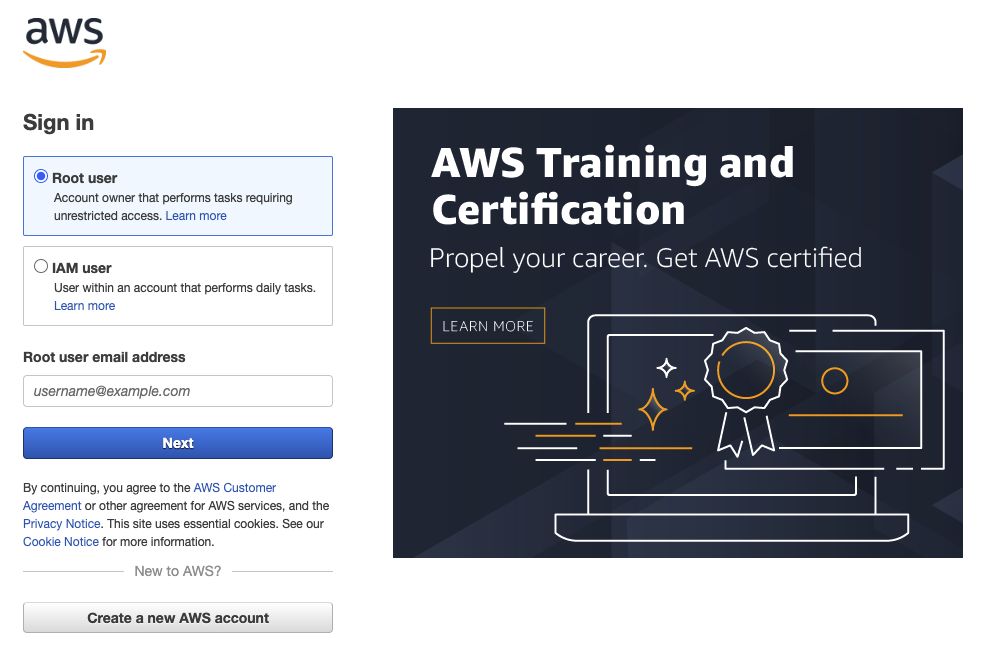 aws
Sign in
Root user
Account owner that performs tasks requiring
unrestricted access. Learn more
IAM user
User within an account that performs daily tasks.
Learn more
Root user email address
username@example.com
Next
By continuing, you agree to the AWS Customer
Agreement or other agreement for AWS services, and the
Privacy Notice. This site uses essential cookies. See our
Cookie Notice for more information.
New to AWS?
Create a new AWS account
AWS Training and
Certification
Propel your career. Get AWS certified
LEARN MORE